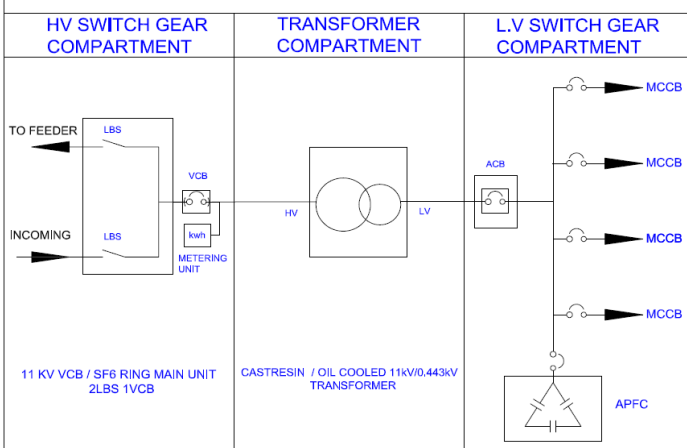 HV SWITCH GEAR
COMPARTMENT
TRANSFORMER
COMPARTMENT
L.V SWITCH GEAR
COMPARTMENT
TO FEEDER
LBS
VCB
INCOMING
LBS
kwh
METERING
UNIT
11 KV VCB / SF6 RING MAIN UNIT
2LBS 1VCB
HV
LV
CASTRESIN / OIL COOLED 11kV/0,443kV
TRANSFORMER
ACB
MCCB
MCCB
MCCB
MCCB
APFC